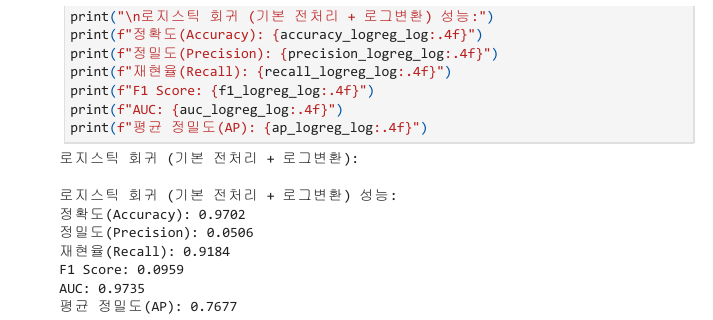 print("\n로지스틱 회귀 (기본 전처리 + 로그변환) 성능:")
print(f"정확도(Accuracy): {accuracy_logreg_log:.4f}")
print(f"정밀도(Precision): {precision_logreg_log:.4f}")
print(f"재현율(Recall): {recall_logreg_log:.4f}")
print(f"F1 Score: {f1_logreg_log:.4f}")
print(f"AUC: {auc_logreg_log:.4f}")
print(f"평균 정밀도(AP): {ap_logreg_log:.4f}")
로지스틱 회귀 (기본 전처리 + 로그변환):
로지스틱 회귀 (기본 전처리 + 로그변환) 성능:
정확도(Accuracy): 0.9702
정밀도(Precision): 0.0506
재현율(Recall): 0.9184
F1 Score: 0.0959
AUC: 0.9735
평균 정밀도(AP): 0.7677